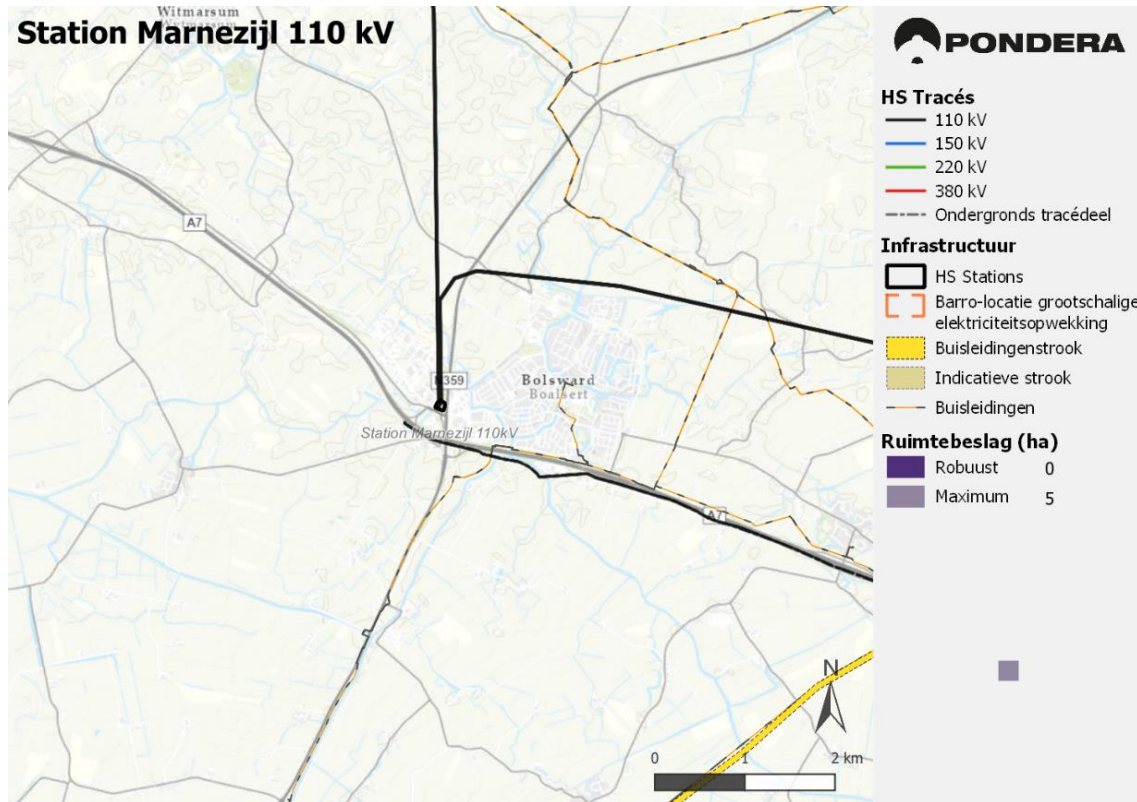 Station Marnezijl 110 kV
Witmarsum
Wytmarsum
A7
N359
Bolsward
Boalsert
Station Marnezijl 110kV
A7
N
0 1 2 km
PONDERA
HS Tracés
110 kV
150 kV
220 kV
380 kV
Ondergronds tracédeel
Infrastructuur
HS Stations
Barro-locatie grootschalige
elektriciteitsopwekking
Buisleidingenstrook
Indicatieve strook
Buisleidingen
Ruimtebeslag (ha)
Robuust 0
Maximum 5